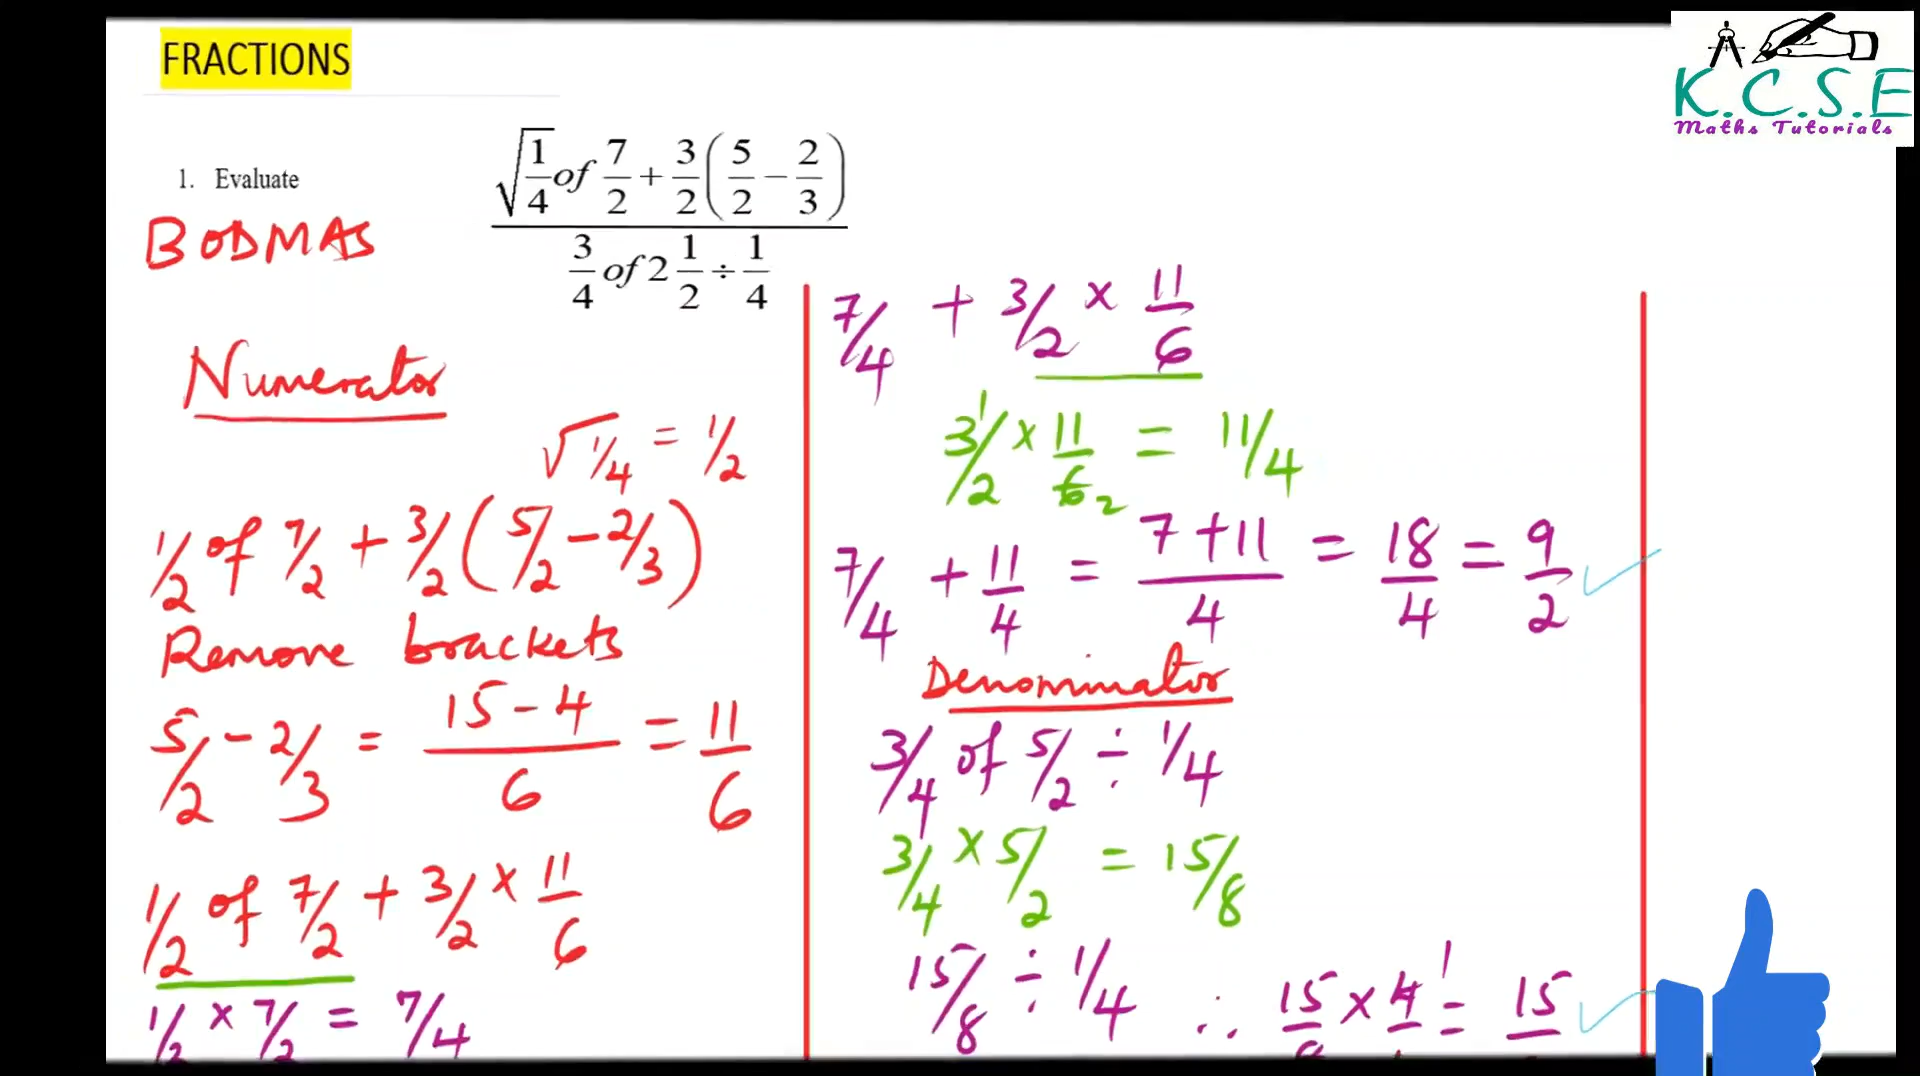 FRACTIONS
K.C.S.E
Maths Tutorials
1. Evaluate
√1/4 of 7/2 + 3/2 (5/2 − 2/3)
3/4 of 2 1/2 ÷ 1/4
BODMAS
Numerator
√1/4 = 1/2
1/2 of 7/2 + 3/2 (5/2 − 2/3)
Remove brackets
5/2 − 2/3 = 15 − 4 / 6 = 11/6
1/2 of 7/2 + 3/2 × 11/6
1/2 × 7/2 = 7/4
7/4 + 3/2 × 11/6
3/2 1 × 11/6 2 = 11/4
7/4 + 11/4 = 7 + 11 / 4 = 18/4 = 9/2
Denominator
3/4 of 5/2 ÷ 1/4
3/4 × 5/2 = 15/8
15/8 ÷ 1/4 ∴ 15/8 × 4 1 = 15